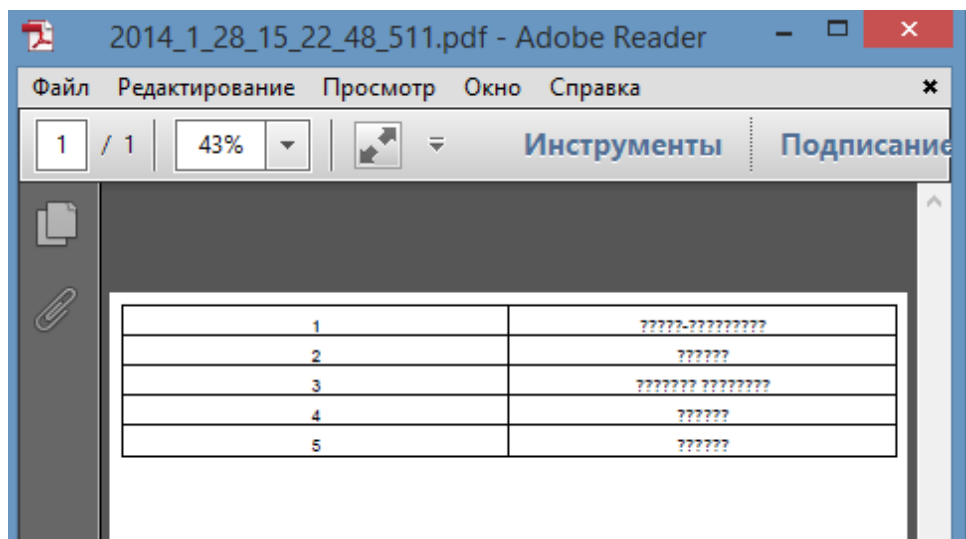 2014_1_28_15_22_48_511.pdf - Adobe Reader
Файл Редактирование Просмотр Окно Справка
1 / 1 43% Инструменты Подписание
1 ?????-?????????
2 ??????
3 ??????? ????????
4 ??????
5 ??????